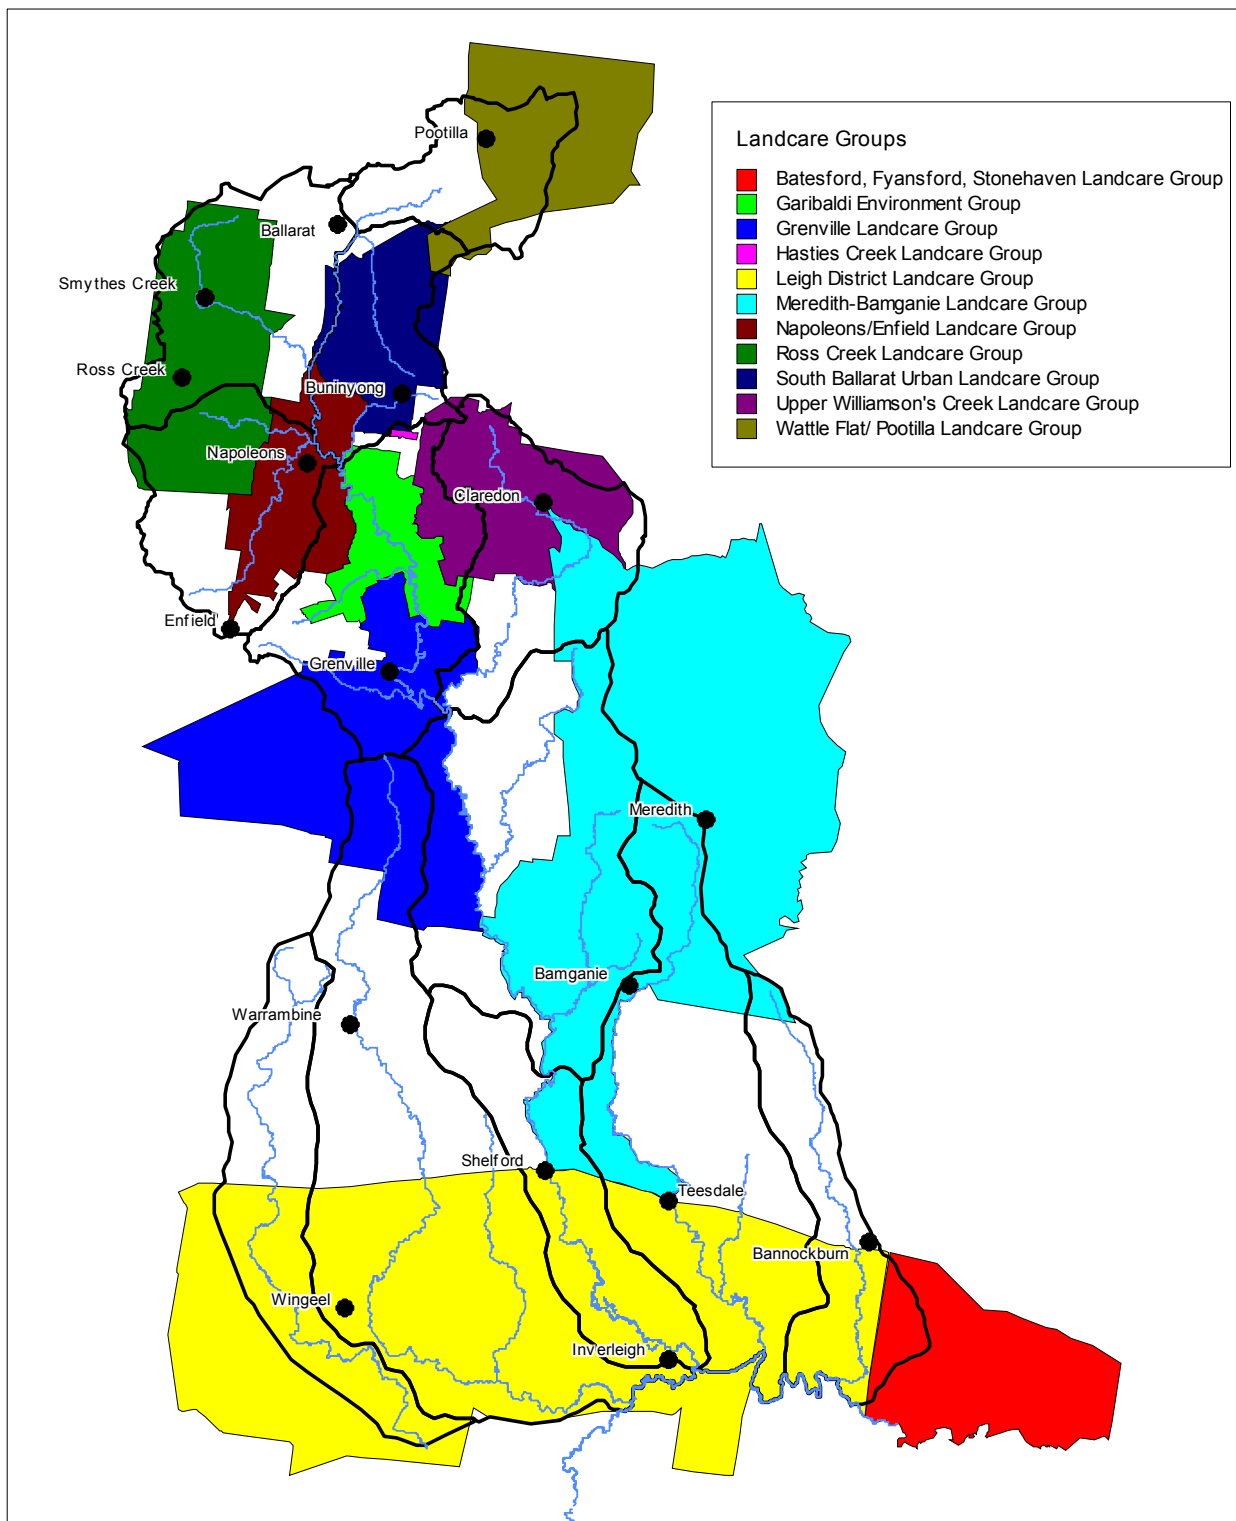 Pootilla
Landcare Groups
Batesford, Fyansford, Stonehaven Landcare Group
Garibaldi Environment Group
Grenville Landcare Group
Hasties Creek Landcare Group
Leigh District Landcare Group
Meredith-Bamganie Landcare Group
Napoleons/Enfield Landcare Group
Ross Creek Landcare Group
South Ballarat Urban Landcare Group
Upper Williamson's Creek Landcare Group
Wattle Flat/ Pootilla Landcare Group
Ballarat
Smythes Creek
Ross Creek
Buninyong
Napoleons
Claredon
Enfield
Grenville
Meredith
Bamganie
Warrambine
Shelford
Teesdale
Bannockburn
Wingeel
Inverleigh